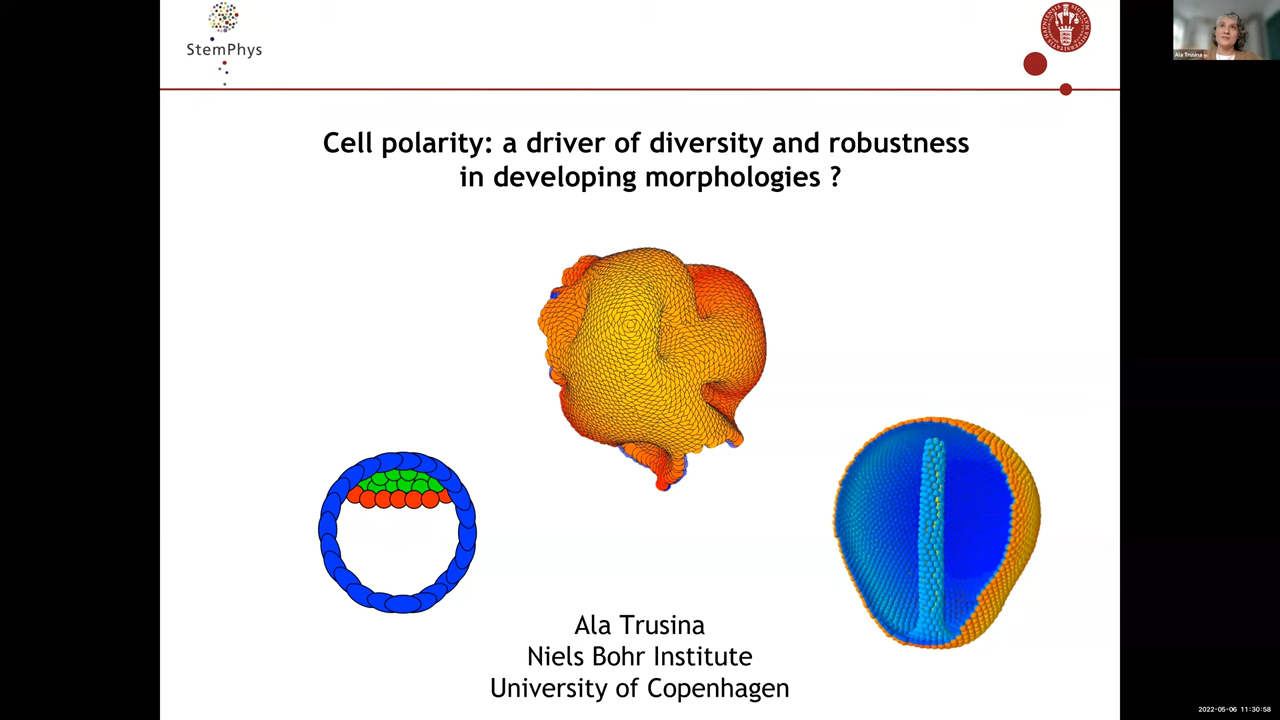 StemPhys
Ala Trusina
Cell polarity: a driver of diversity and robustness
in developing morphologies ?
Ala Trusina
Niels Bohr Institute
University of Copenhagen
2022-05-06 11:30:58